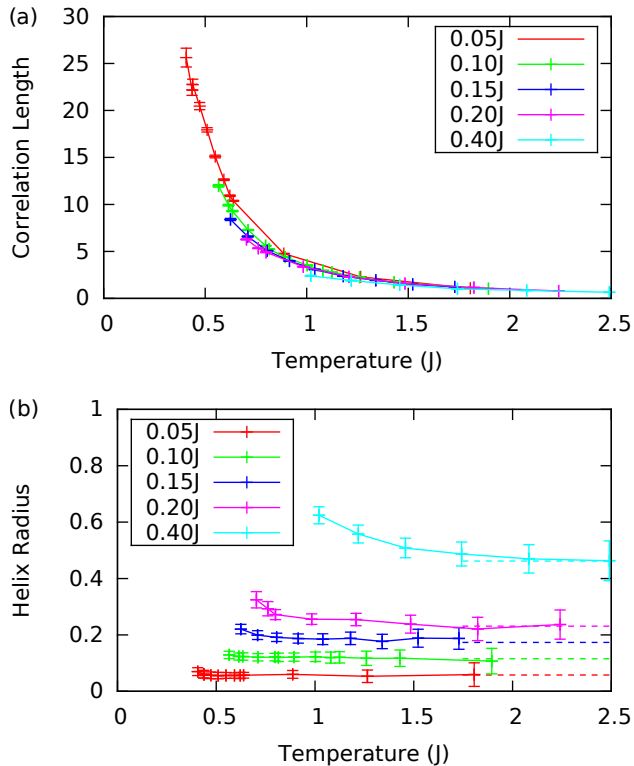 (a)
Correlation Length
30
25
20
15
10
5
0
0.05J
0.10J
0.15J
0.20J
0.40J
0.5
1
1.5
2
2.5
Temperature (J)
(b)
Helix Radius
1
0.8
0.6
0.4
0.2
0
0.05J
0.10J
0.15J
0.20J
0.40J
0
0.5
1
1.5
2
2.5
Temperature (J)